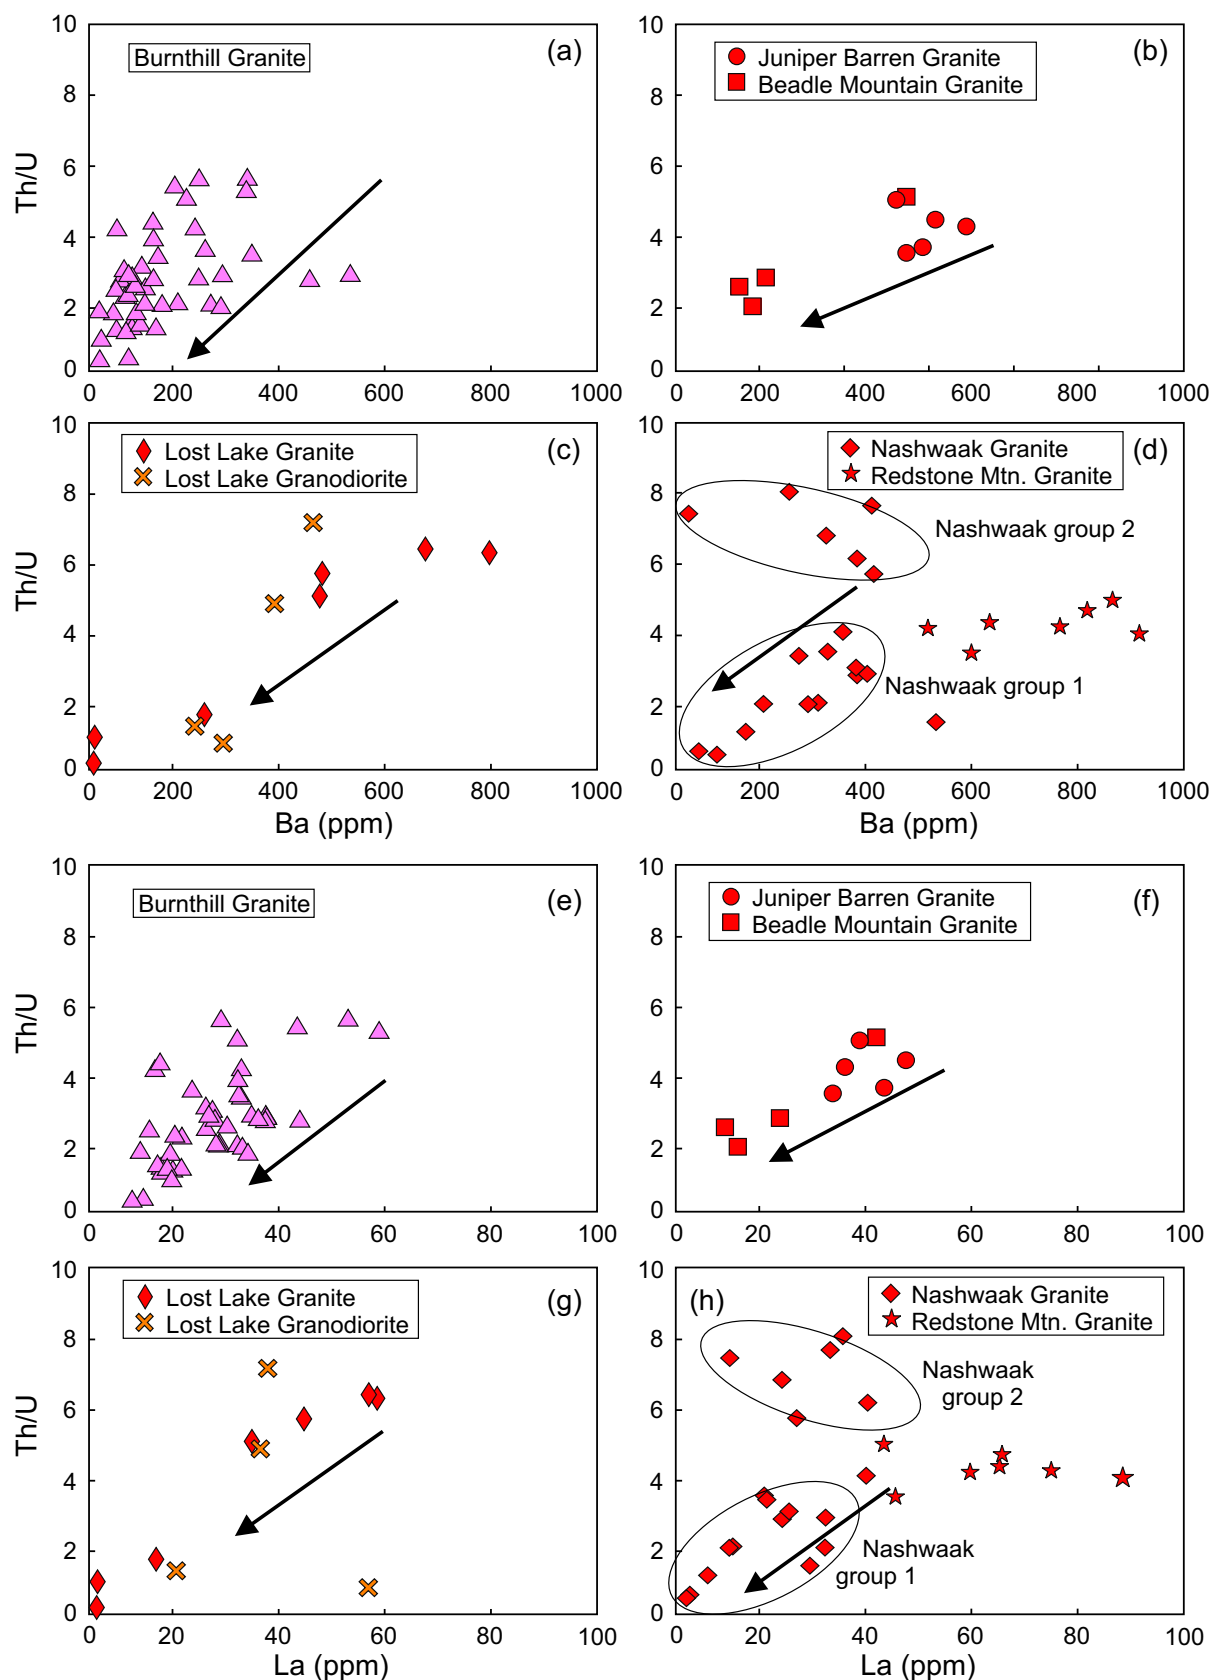 10
8
6
4
2
0
Th/U
Burnthill Granite
(a)
0
200
400
600
800
1000
10
8
6
4
2
0
Juniper Barren Granite
Beadle Mountain Granite
(b)
0
200
400
600
800
1000
10
8
6
4
2
0
Th/U
Lost Lake Granite
Lost Lake Granodiorite
(c)
0
200
400
600
800
1000
Ba (ppm)
10
8
6
4
2
0
Nashwaak Granite
Redstone Mtn. Granite
(d)
Nashwaak group 2
Nashwaak group 1
0
200
400
600
800
1000
Ba (ppm)
10
8
6
4
2
0
Th/U
Burnthill Granite
(e)
0
20
40
60
80
100
10
8
6
4
2
0
Juniper Barren Granite
Beadle Mountain Granite
(f)
0
20
40
60
80
100
10
8
6
4
2
0
Th/U
Lost Lake Granite
Lost Lake Granodiorite
(g)
0
20
40
60
80
100
La (ppm)
10
8
6
4
2
0
(h)
Nashwaak Granite
Redstone Mtn. Granite
Nashwaak
group 2
Nashwaak
group 1
0
20
40
60
80
100
La (ppm)